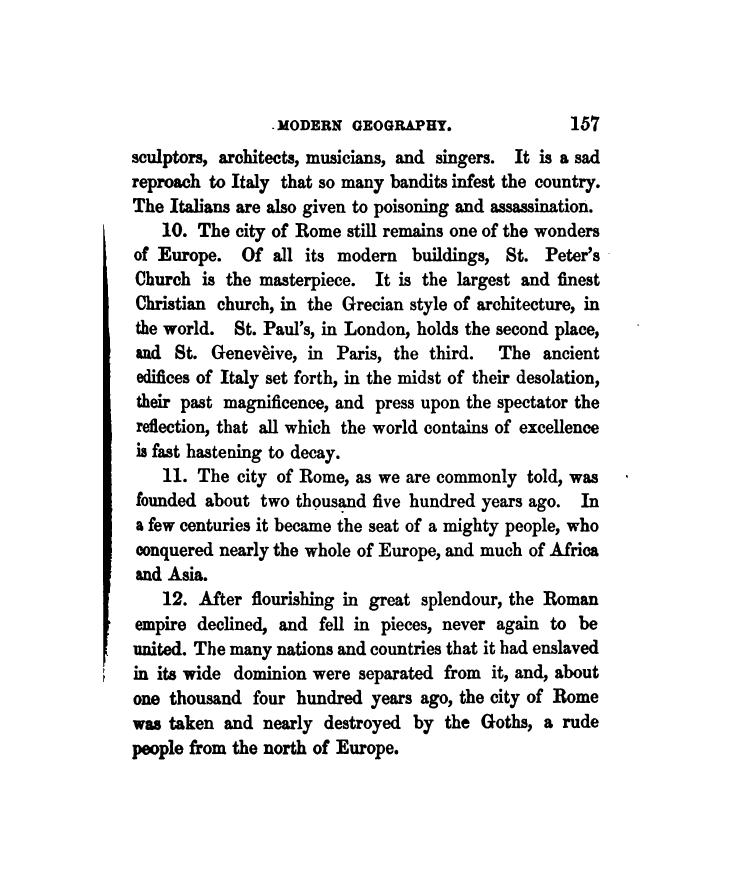 MODERN GEOGRAPHY. 157
sculptors, architects, musicians, and singers. It is a sad
reproach to Italy that so many bandits infest the country.
The Italians are also given to poisoning and assassination.
10. The city of Rome still remains one of the wonders
of Europe. Of all its modern buildings, St. Peter's
Church is the masterpiece. It is the largest and finest
Christian church, in the Grecian style of architecture, in
the world. St. Paul's, in London, holds the second place,
and St. Genevèive, in Paris, the third. The ancient
edifices of Italy set forth, in the midst of their desolation,
their past magnificence, and press upon the spectator the
reflection, that all which the world contains of excellence
is fast hastening to decay.
11. The city of Rome, as we are commonly told, was
founded about two thousand five hundred years ago. In
a few centuries it became the seat of a mighty people, who
conquered nearly the whole of Europe, and much of Africa
and Asia.
12. After flourishing in great splendour, the Roman
empire declined, and fell in pieces, never again to be
united. The many nations and countries that it had enslaved
in its wide dominion were separated from it, and, about
one thousand four hundred years ago, the city of Rome
was taken and nearly destroyed by the Goths, a rude
people from the north of Europe.